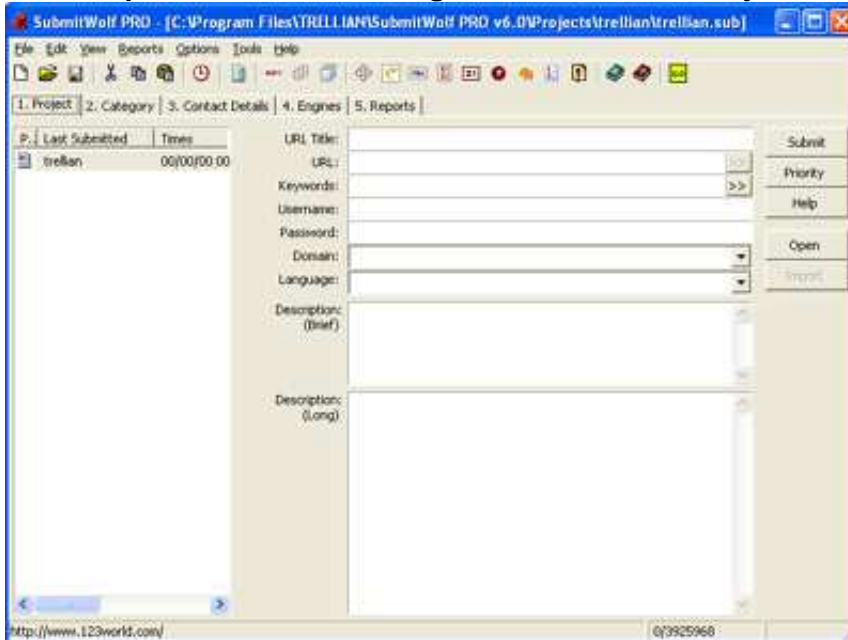 SubmitWolf PRO - [C:\Program Files\TRELLIAN\SubmitWolf PRO v6.0\Projects\trellian\trellian.sub]
File Edit View Reports Options Tools Help
1. Project 2. Category 3. Contact Details 4. Engines 5. Reports
P.. Last Submitted Times
trellian 00/00/00 00
URL Title:
URL:
>>
Keywords:
>>
Username:
Password:
Domain:
Language:
Description:
(Brief)
Description:
(Long)
Submit
Priority
Help
Open
Import
http://www.123world.com/ 0/3925968